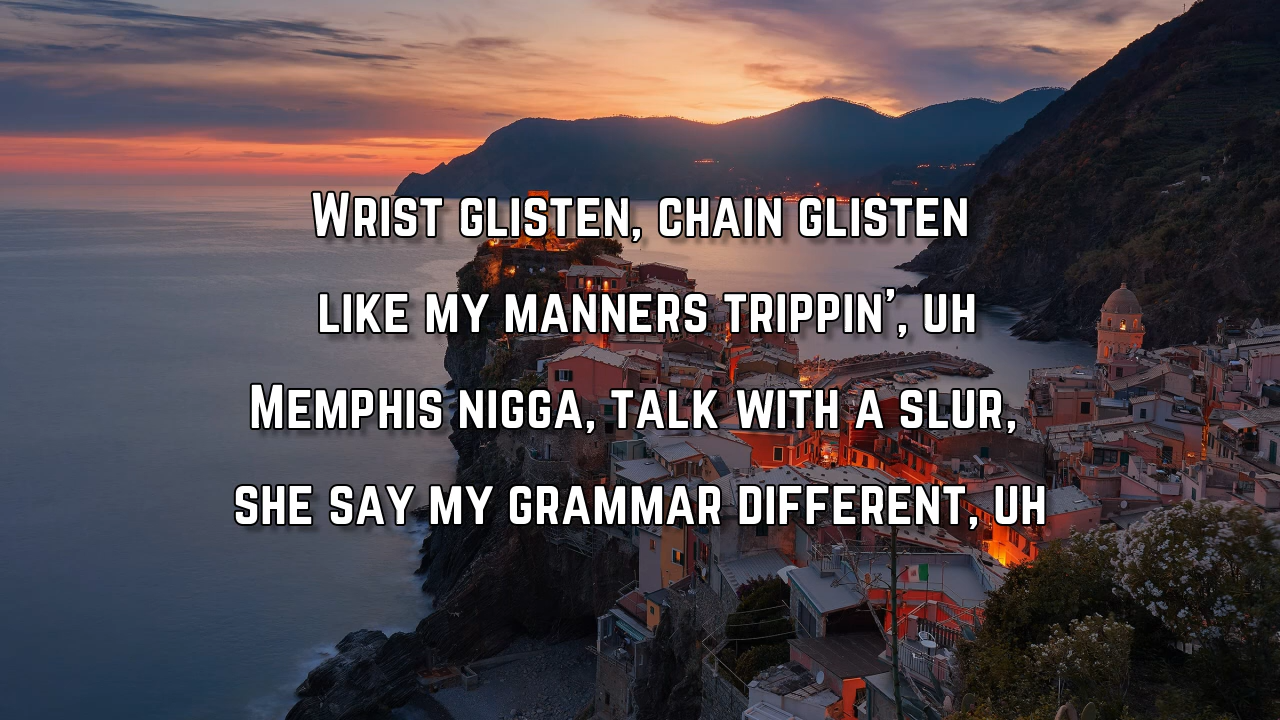 Wrist glisten, chain glisten
like my manners trippin', uh
Memphis nigga, talk with a slur,
she say my grammar different, uh